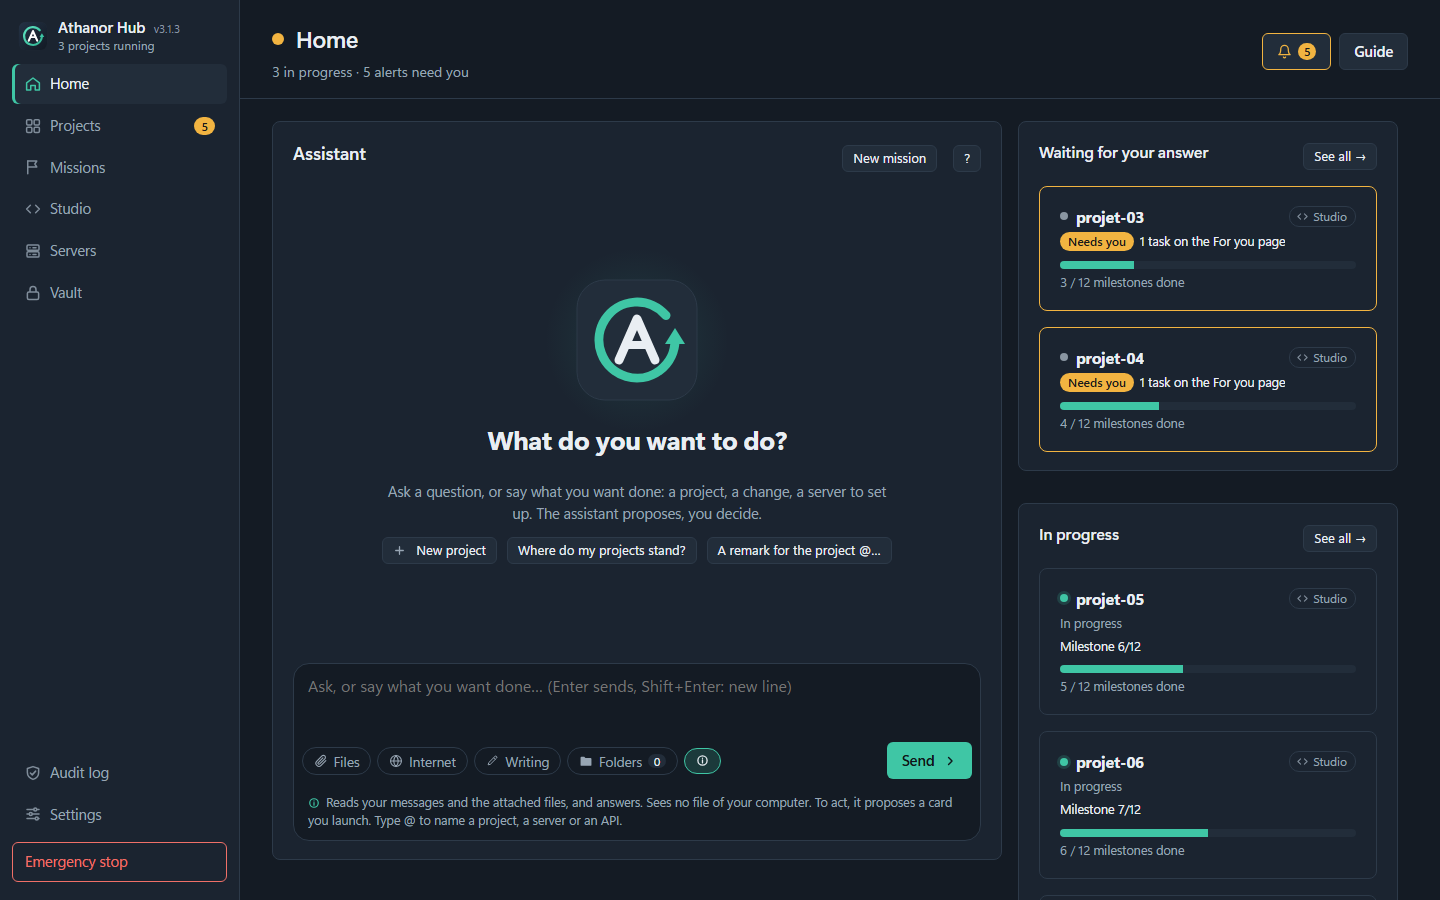 Athanor Hub v3.1.3
3 projects running
Home
Projects 5
Missions
Studio
Servers
Vault
Audit log
Settings
Emergency stop
Home
3 in progress · 5 alerts need you
5
Guide
Assistant
New mission
?
A
What do you want to do?
Ask a question, or say what you want done: a project, a change, a server to set
up. The assistant proposes, you decide.
+ New project
Where do my projects stand?
A remark for the project @...
Ask, or say what you want done... (Enter sends, Shift+Enter: new line)
Files
Internet
Writing
Folders 0
Send
Reads your messages and the attached files, and answers. Sees no file of your computer. To act, it proposes a card
you launch. Type @ to name a project, a server or an API.
Waiting for your answer
See all →
projet-03
Studio
Needs you 1 task on the For you page
3 / 12 milestones done
projet-04
Studio
Needs you 1 task on the For you page
4 / 12 milestones done
In progress
See all →
projet-05
Studio
In progress
Milestone 6/12
5 / 12 milestones done
projet-06
Studio
In progress
Milestone 7/12
6 / 12 milestones done